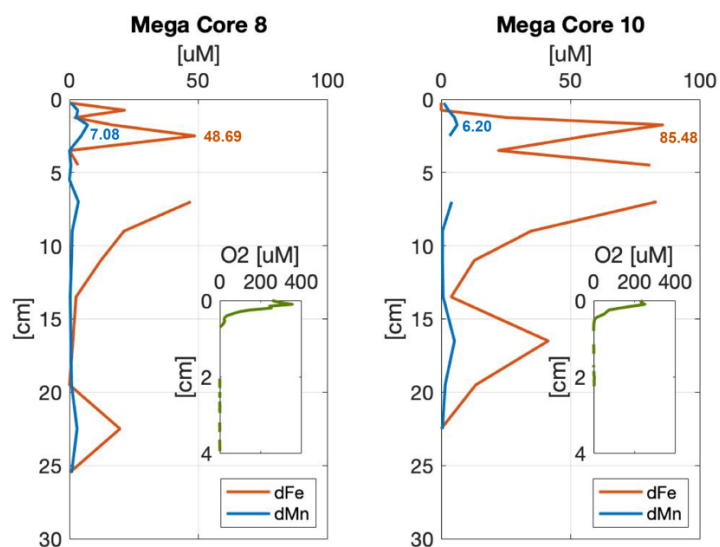 Mega Core 8
[uM]
0 50 100
0
5
10
15
20
25
30
[cm]
7.08
48.69
O2 [uM]
0 200 400
0
2
4
[cm]
dFe
dMn
Mega Core 10
[uM]
0 50 100
0
5
10
15
20
25
30
[cm]
6.20
85.48
O2 [uM]
0 200 400
0
2
4
[cm]
dFe
dMn